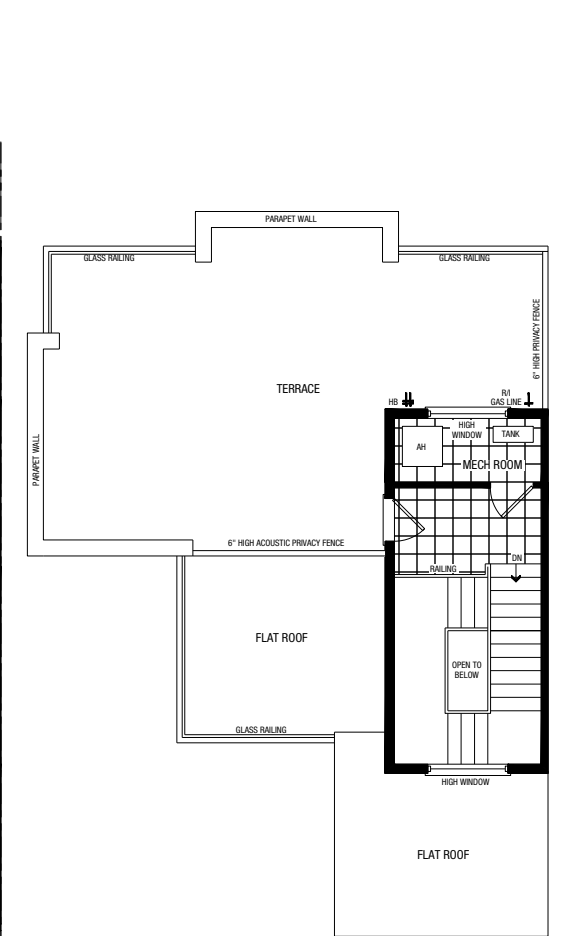 PARAPET WALL
GLASS RAILING
GLASS RAILING
6" HIGH PRIVACY FENCE
TERRACE
R/I
HB
GAS LINE
HIGH
WINDOW
TANK
AH
MECH ROOM
PARAPET WALL
6" HIGH ACOUSTIC PRIVACY FENCE
DN
RAILING
FLAT ROOF
OPEN TO
BELOW
GLASS RAILING
HIGH WINDOW
FLAT ROOF